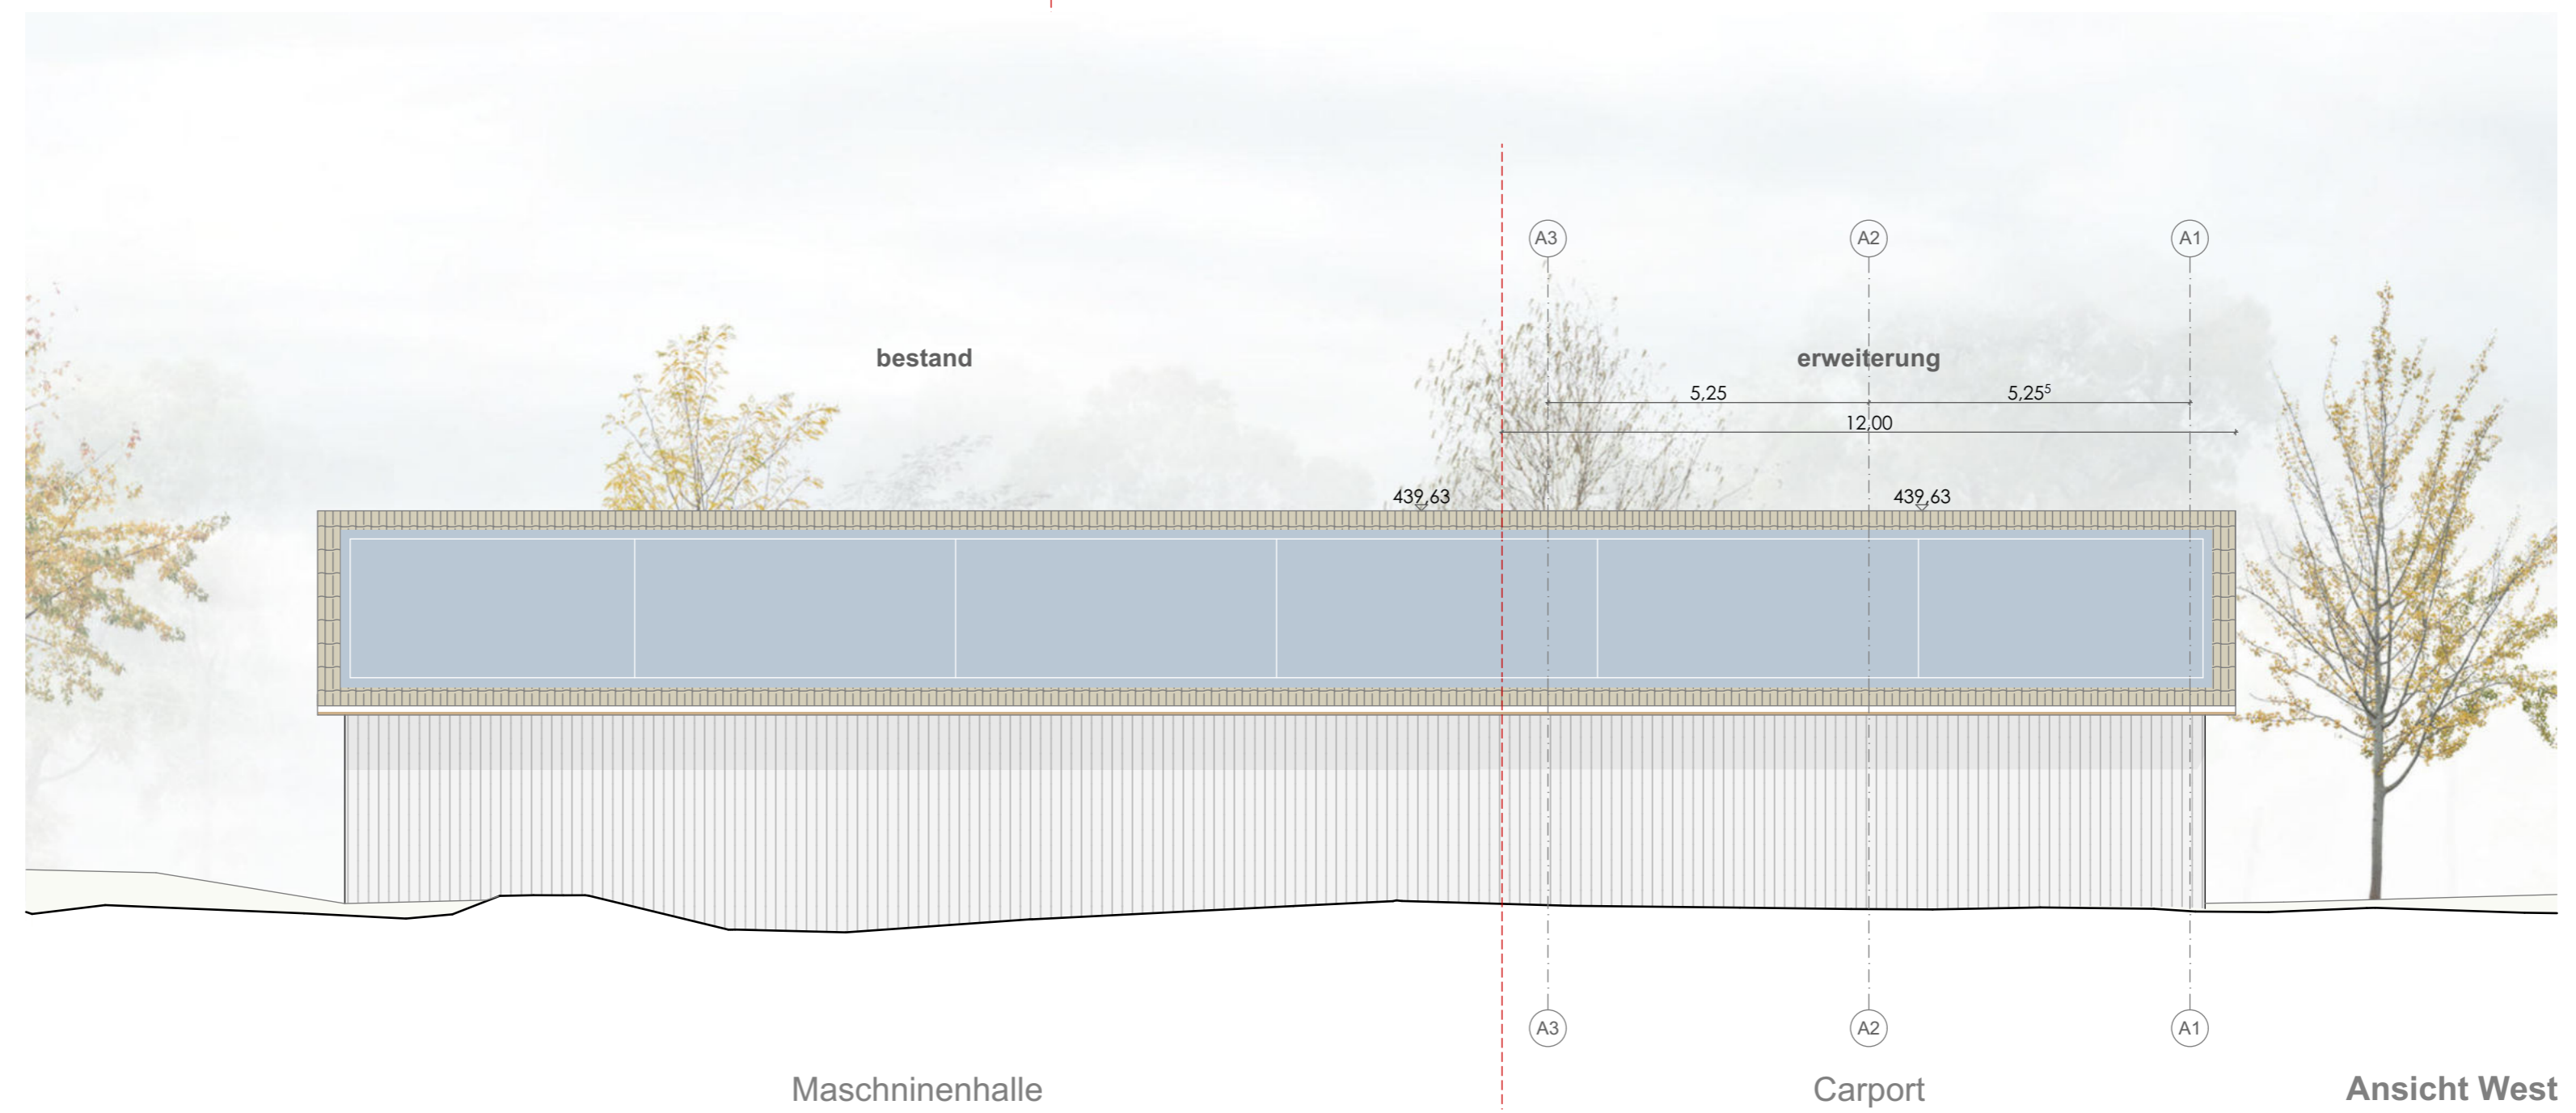 A3 A2 A1
bestand erweiterung
5,25 5,25⁵
12,00
439,63 439,63
A3 A2 A1
Maschninenhalle Carport Ansicht West